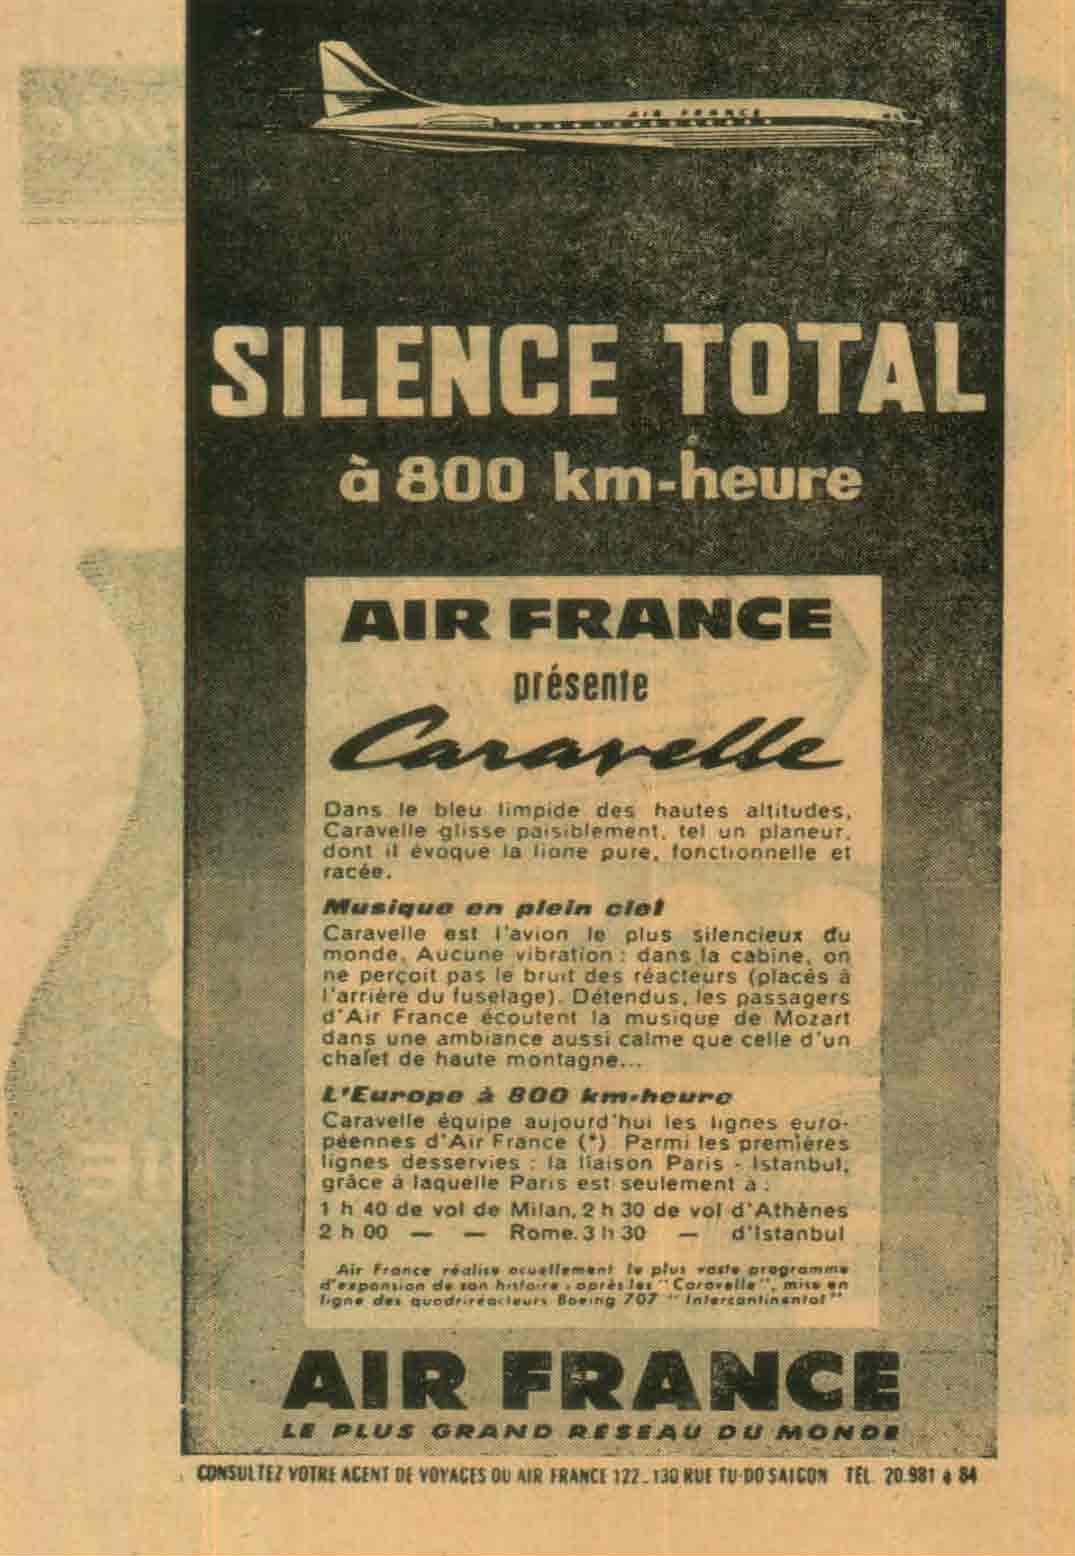 AIR FRANCE
SILENCE TOTAL
à 800 km-heure
AIR FRANCE
présente
Caravelle
Dans le bleu limpide des hautes altitudes,
Caravelle glisse paisiblement, tel un planeur,
dont il évoque la ligne pure, fonctionnelle et
racée.
Musique en plein ciel
Caravelle est l'avion le plus silencieux du
monde. Aucune vibration : dans la cabine, on
ne perçoit pas le bruit des réacteurs (placés à
l'arrière du fuselage). Détendus, les passagers
d'Air France écoutent la musique de Mozart
dans une ambiance aussi calme que celle d'un
chalet de haute montagne...
L'Europe à 800 km-heure
Caravelle équipe aujourd'hui les lignes euro-
péennes d'Air France (*). Parmi les premières
lignes desservies : la liaison Paris - Istanbul,
grâce à laquelle Paris est seulement à :
1 h 40 de vol de Milan, 2 h 30 de vol d'Athènes
2 h 00 — — Rome. 3 h 30 — d'Istanbul
Air France réalise acuellement le plus vaste programme
d'expansion de son histoire : après les "Caravelle", mise en
ligne des quadriréacteurs Boeing 707 "Intercontinental"
AIR FRANCE
LE PLUS GRAND RÉSEAU DU MONDE
CONSULTEZ VOTRE AGENT DE VOYAGES OU AIR FRANCE 122_130 RUE TU-DO SAIGON TÉL. 20.981 à 84